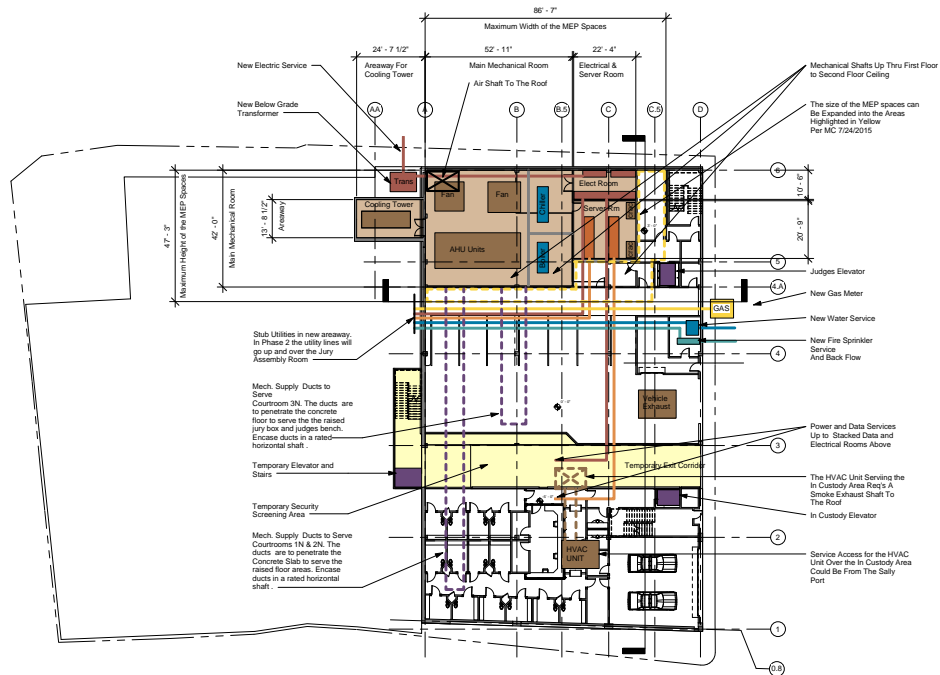 86' - 7"
Maximum Width of the MEP Spaces
24' - 7 1/2"
52' - 11"
22' - 4"
Areaway For
Cooling Tower
Main Mechanical Room
Electrical &
Server Room
New Electric Service
Air Shaft To The Roof
Mechanical Shafts Up Thru First Floor
to Second Floor Ceiling
New Below Grade
Transformer
The size of the MEP spaces can
Be Expanded into the Areas
Highlighted in Yellow
Per MC 7/24/2015
AA
A
B
B.5
C
C.5
D
6
Trans
Fan
Fan
Chiller
Elect Room
10' - 6"
Cooling Tower
Server Rm
47' - 3"
Maximum Height of the MEP Spaces
42' - 0"
Main Mechanical Room
13' - 8 1/2"
Areaway
AHU Units
Boiler
20' - 9"
5
Judges Elevator
4.A
New Gas Meter
GAS
New Water Service
Stub Utilities in new areaway.
In Phase 2 the utility lines will
go up and over the Jury
Assembly Room
New Fire Sprinkler
Service
And Back Flow
4
Mech. Supply Ducts to
Serve
Courtroom 3N. The ducts are
to penetrate the concrete
floor to serve the the raised
jury box and judges bench.
Encase ducts in a rated
horizontal shaft .
Vehicle
Exhaust
Power and Data Services
Up to Stacked Data and
Electrical Rooms Above
3
Temporary Elevator and
Stairs
Temporary Exit Corridor
The HVAC Unit Serving the
In Custody Area Req's A
Smoke Exhaust Shaft To
The Roof
Temporary Security
Screening Area
In Custody Elevator
Mech. Supply Ducts to Serve
Courtrooms 1N & 2N. The
ducts are to penetrate the
Concrete Slab to serve the
raised floor areas. Encase
ducts in a rated horizontal
shaft .
2
HVAC
UNIT
Service Access for the HVAC
Unit Over the In Custody Area
Could Be From The Sally
Port
1
0.8